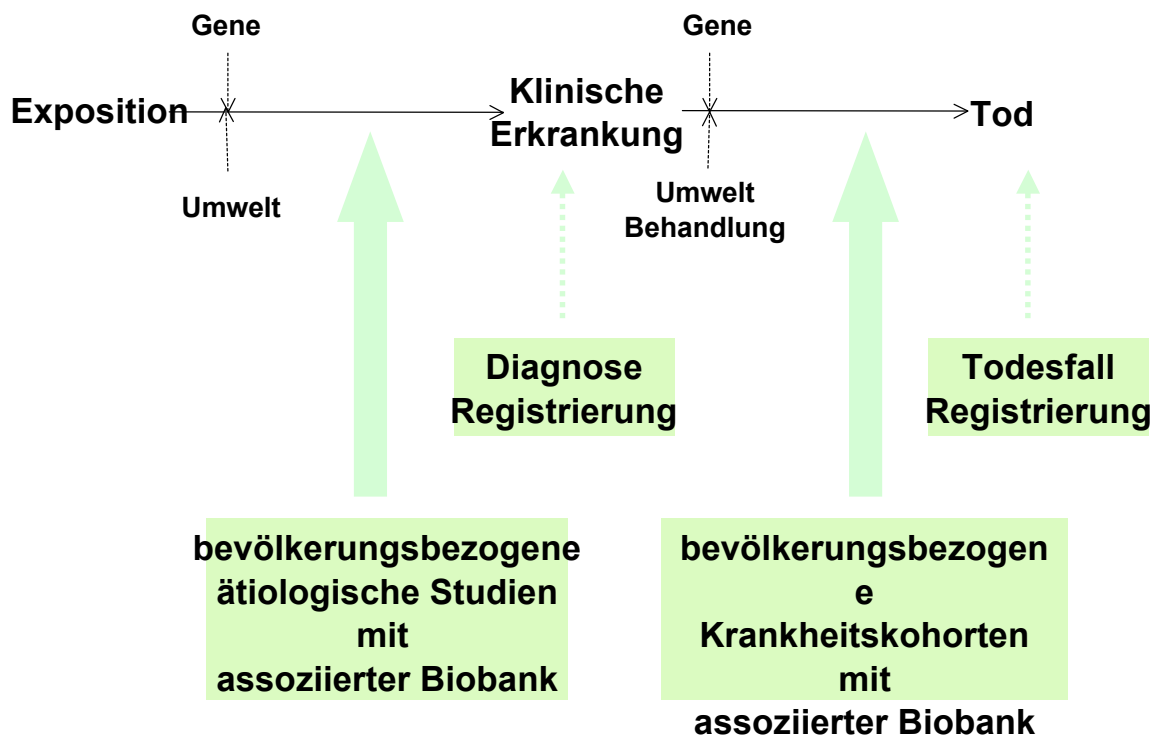 Gene
Gene
Exposition
Klinische
Erkrankung
Tod
Umwelt
Umwelt
Behandlung
Diagnose
Registrierung
Todesfall
Registrierung
bevölkerungsbezogene
ätiologische Studien
mit
assoziierter Biobank
bevölkerungsbezogen
e
Krankheitskohorten
mit
assoziierter Biobank